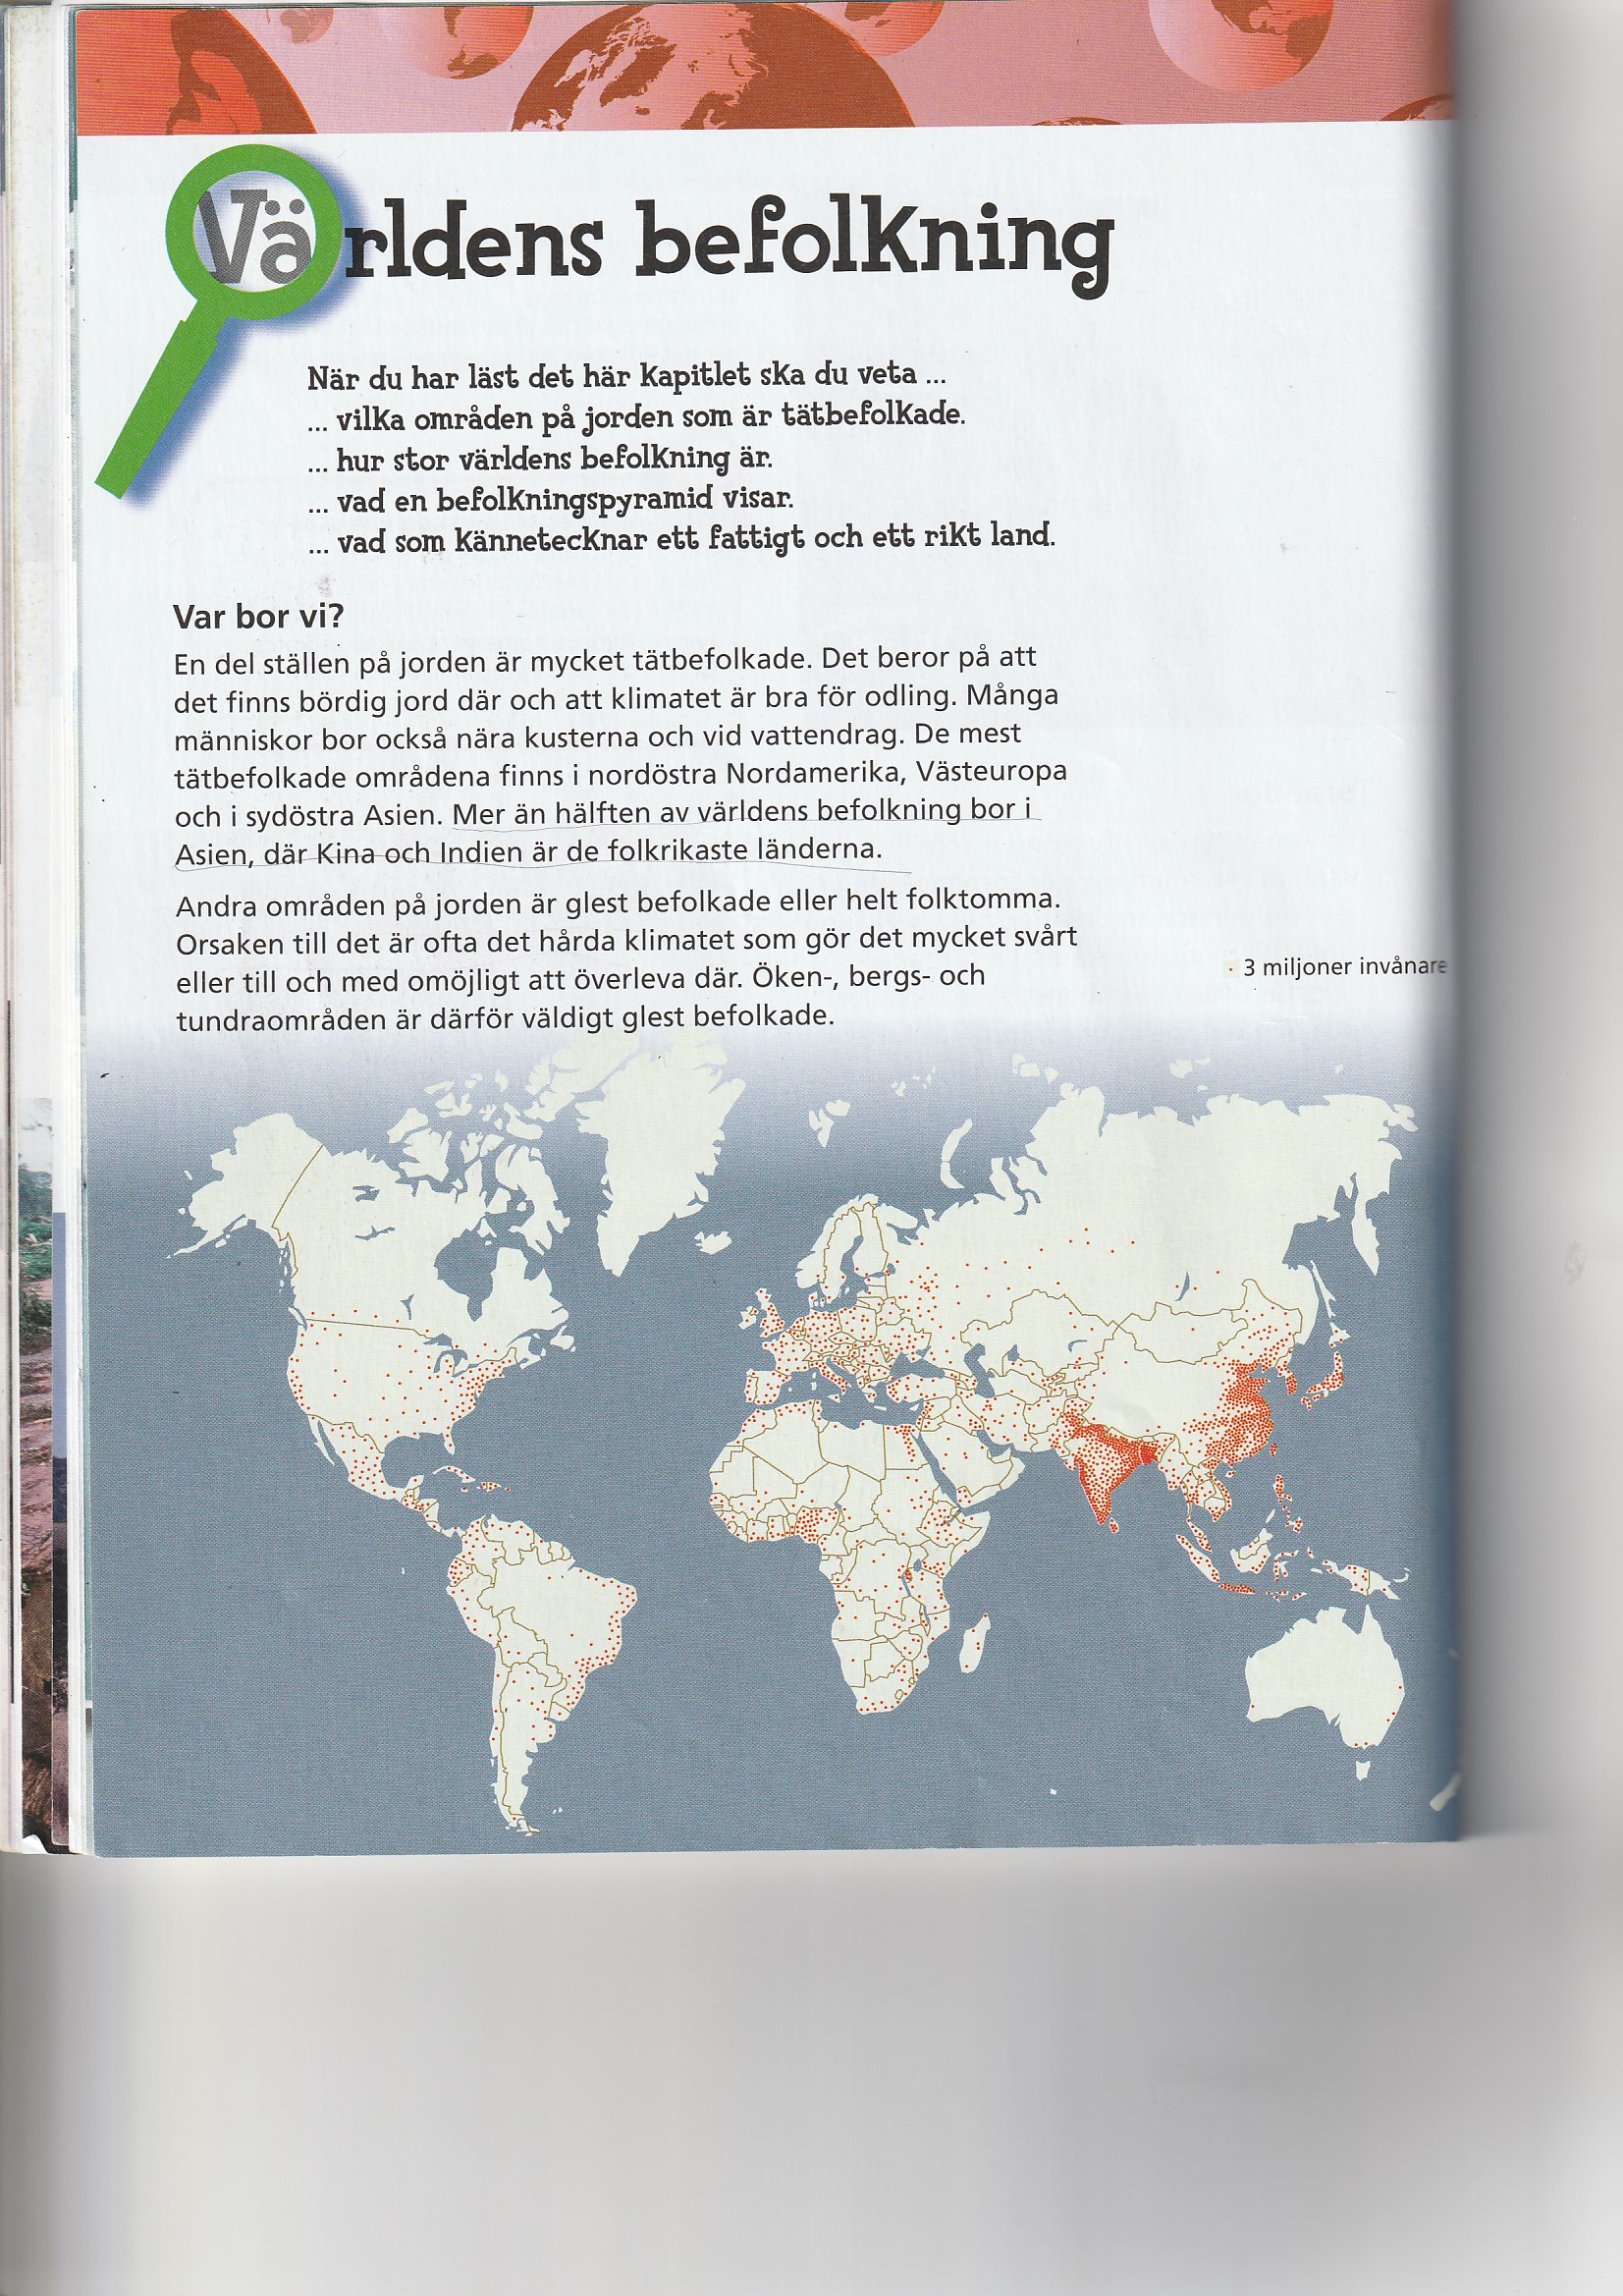 Världens befolkning
När du har läst det här kapitlet ska du veta ...
... vilka områden på jorden som är tätbefolkade.
... hur stor världens befolkning är.
... vad en befolkningspyramid visar.
... vad som kännetecknar ett fattigt och ett rikt land.
Var bor vi?
En del ställen på jorden är mycket tätbefolkade. Det beror på att
det finns bördig jord där och att klimatet är bra för odling. Många
människor bor också nära kusterna och vid vattendrag. De mest
tätbefolkade områdena finns i nordöstra Nordamerika, Västeuropa
och i sydöstra Asien. Mer än hälften av världens befolkning bor i
Asien, där Kina och Indien är de folkrikaste länderna.
Andra områden på jorden är glest befolkade eller helt folktomma.
Orsaken till det är ofta det hårda klimatet som gör det mycket svårt
eller till och med omöjligt att överleva där. Öken-, bergs- och
tundraområden är därför väldigt glest befolkade.
3 miljoner invånare